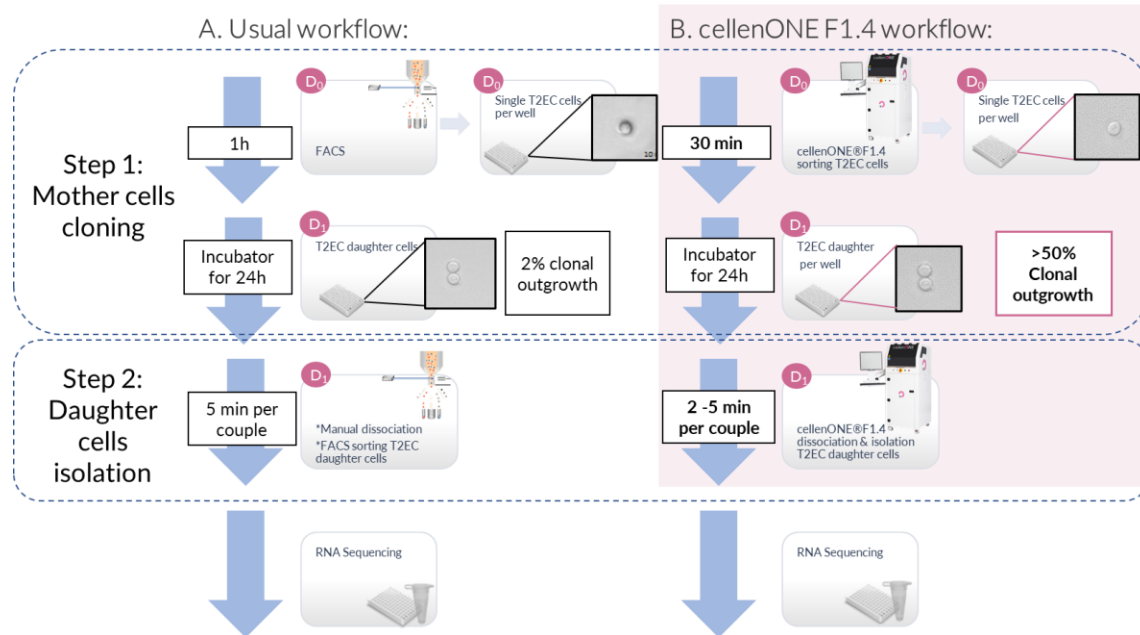 A. Usual workflow:
B. cellenONE F1.4 workflow:
Step 1:
Mother cells
cloning
1h
D0
FACS
D0
Single T2EC cells
per well
10
30 min
D0
cellenONE®F1.4
sorting T2EC cells
D0
Single T2EC cells
per well
Incubator
for 24h
D1
T2EC daughter cells
2% clonal
outgrowth
Incubator
for 24h
D1
T2EC daughter
per well
>50%
Clonal
outgrowth
Step 2:
Daughter
cells
isolation
5 min per
couple
D1
*Manual dissociation
*FACS sorting T2EC
daughter cells
2 -5 min
per couple
D1
cellenONE®F1.4
dissociation & isolation
T2EC daughter cells
RNA Sequencing
RNA Sequencing